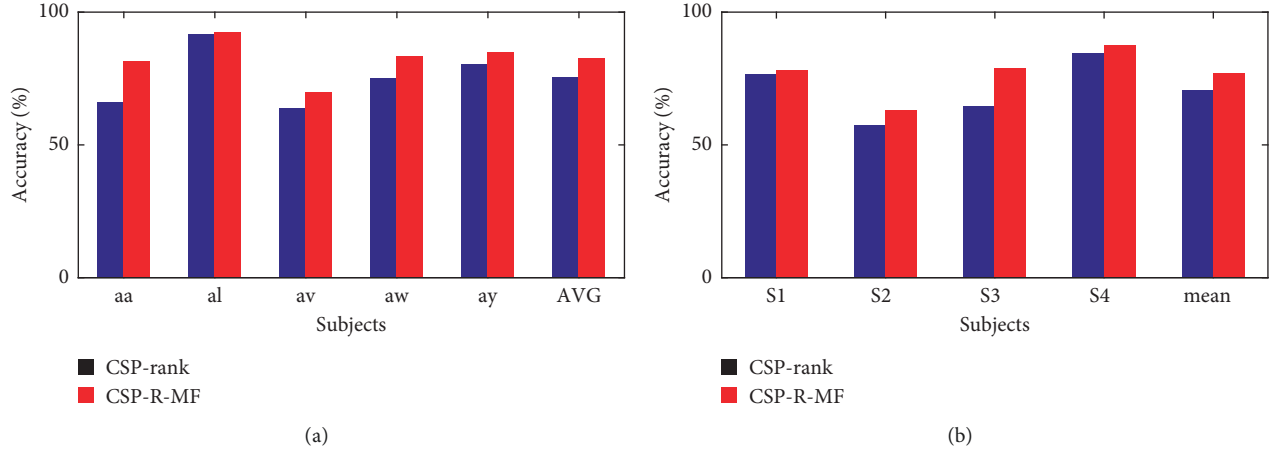 100
50
0
Accuracy (%)
aa al av aw ay AVG
Subjects
CSP-rank
CSP-R-MF
(a)
100
50
0
Accuracy (%)
S1 S2 S3 S4 mean
Subjects
CSP-rank
CSP-R-MF
(b)